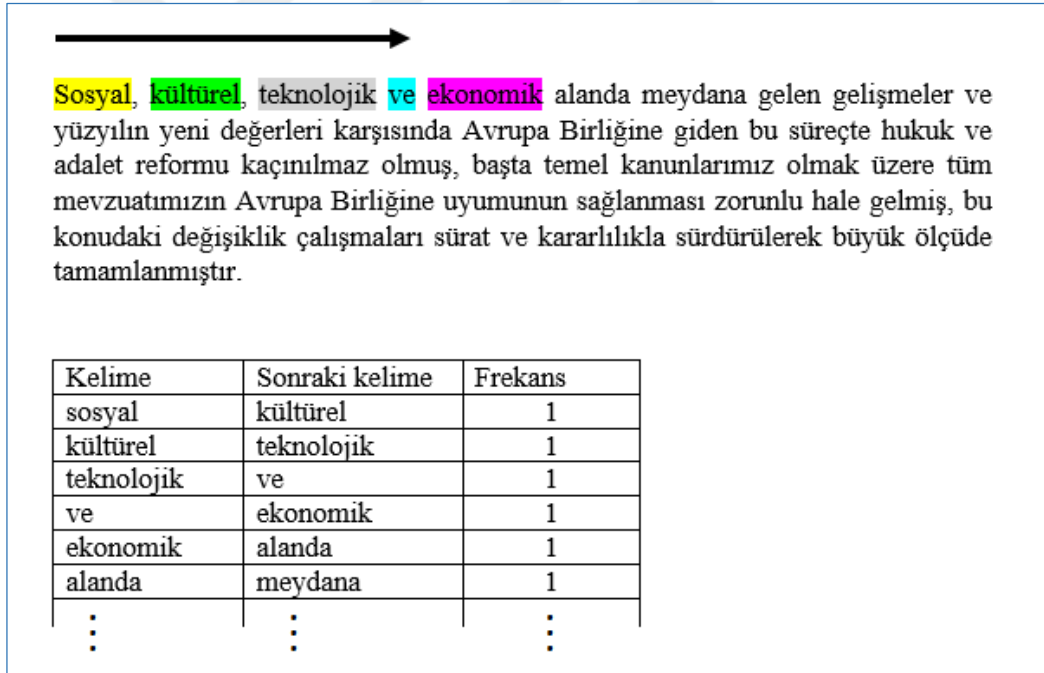 Sosyal, kültürel, teknolojik ve ekonomik alanda meydana gelen gelişmeler ve
yüzyılın yeni değerleri karşısında Avrupa Birliğine giden bu süreçte hukuk ve
adalet reformu kaçınılmaz olmuş, başta temel kanunlarımız olmak üzere tüm
mevzuatımızın Avrupa Birliğine uyumunun sağlanması zorunlu hale gelmiş, bu
konudaki değişiklik çalışmaları sürat ve kararlılıkla sürdürülerek büyük ölçüde
tamamlanmıştır.
Kelime Sonraki kelime Frekans
sosyal kültürel 1
kültürel teknolojik 1
teknolojik ve 1
ve ekonomik 1
ekonomik alanda 1
alanda meydana 1